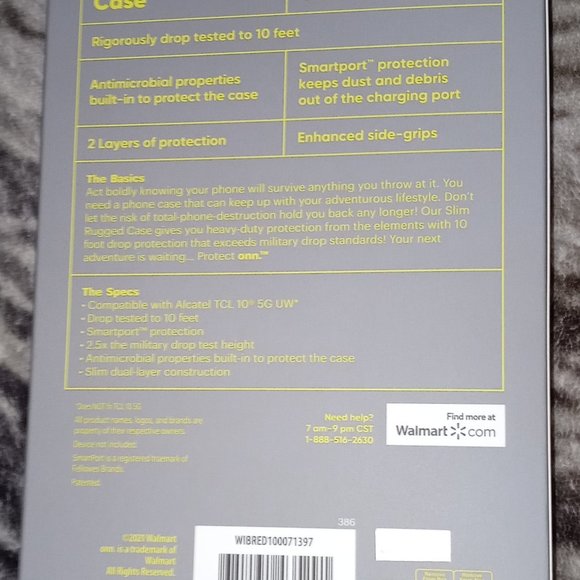 Case
Rigorously drop tested to 10 feet
Antimicrobial properties
built-in to protect the case
Smartport™ protection
keeps dust and debris
out of the charging port
2 Layers of protection
Enhanced side-grips
The Basics
Act boldly knowing your phone will survive anything you throw at it. You
need a phone case that can keep up with your adventurous lifestyle. Don't
let the risk of total-phone-destruction hold you back any longer! Our Slim
Rugged Case gives you heavy-duty protection from the elements with 10
foot drop protection that exceeds military drop standards! Your next
adventure is waiting... Protect onn.™
The Specs
- Compatible with Alcatel TCL 10® 5G UW*
- Drop tested to 10 feet
- Smartport™ protection
- 2.5x the military drop test height
- Antimicrobial properties built-in to protect the case
- Slim dual-layer construction
*Does NOT fit TCL 10 5G
All product names, logos, and brands are
property of their respective owners.
Device not included.
SmartPort is a registered trademark of
Fellowes Brands.
Patented.
Need help?
7 am-9 pm CST
1-888-516-2630
Find more at
Walmart.com
386
©2021 Walmart
onn. is a trademark of
Walmart
All Rights Reserved.
WIBRED100071397